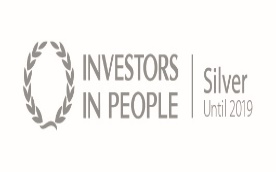 INVESTORS
IN PEOPLE
Silver
Until 2019